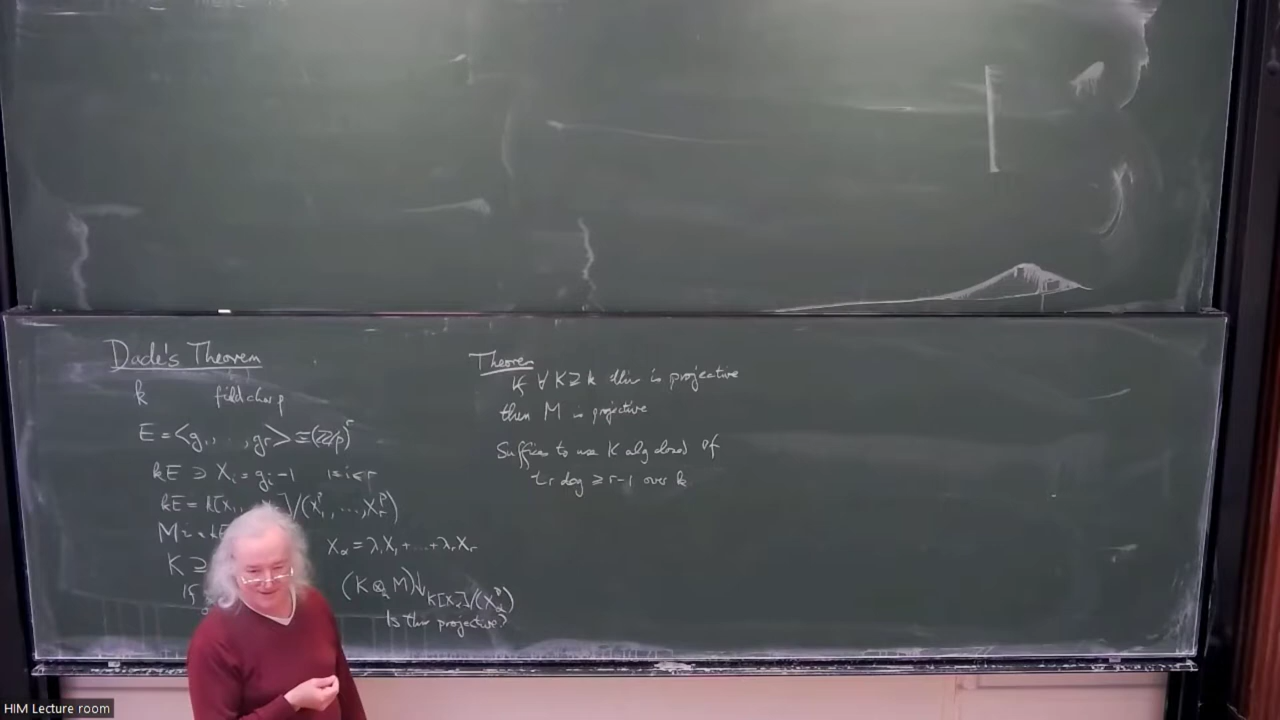 Dade's Theorem
k field char p
E = <g₁, ..., gᵣ> ≅ (Z/p)ʳ
kE ∋ Xᵢ = gᵢ-1 1≤i≤r
kE = k[X₁, ]/(X₁ᵖ, ..., Xᵣᵖ)
M
K ≥
If
X_α = λ₁X₁ + ... + λᵣXᵣ
(K ⊗ₖ M)↓ K[X_α]/(X_α ᵖ)
Is this projective?
Theorem
If ∀ K ≥ k this is projective
then M is projective
Suffices to use K alg closed of
tr deg ≥ r-1 over k
HIM Lecture room